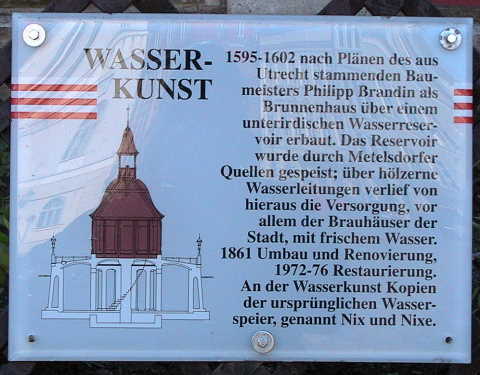 WASSER-
KUNST
1595-1602 nach Plänen des aus
Utrecht stammenden Bau-
meisters Philipp Brandin als
Brunnenhaus über einem
unterirdischen Wasserreser-
voir erbaut. Das Reservoir
wurde durch Metelsdorfer
Quellen gespeist; über hölzerne
Wasserleitungen verlief von
hieraus die Versorgung, vor
allem der Brauhäuser der
Stadt, mit frischem Wasser.
1861 Umbau und Renovierung,
1972-76 Restaurierung.
An der Wasserkunst Kopien
der ursprünglichen Wasser-
speier, genannt Nix und Nixe.